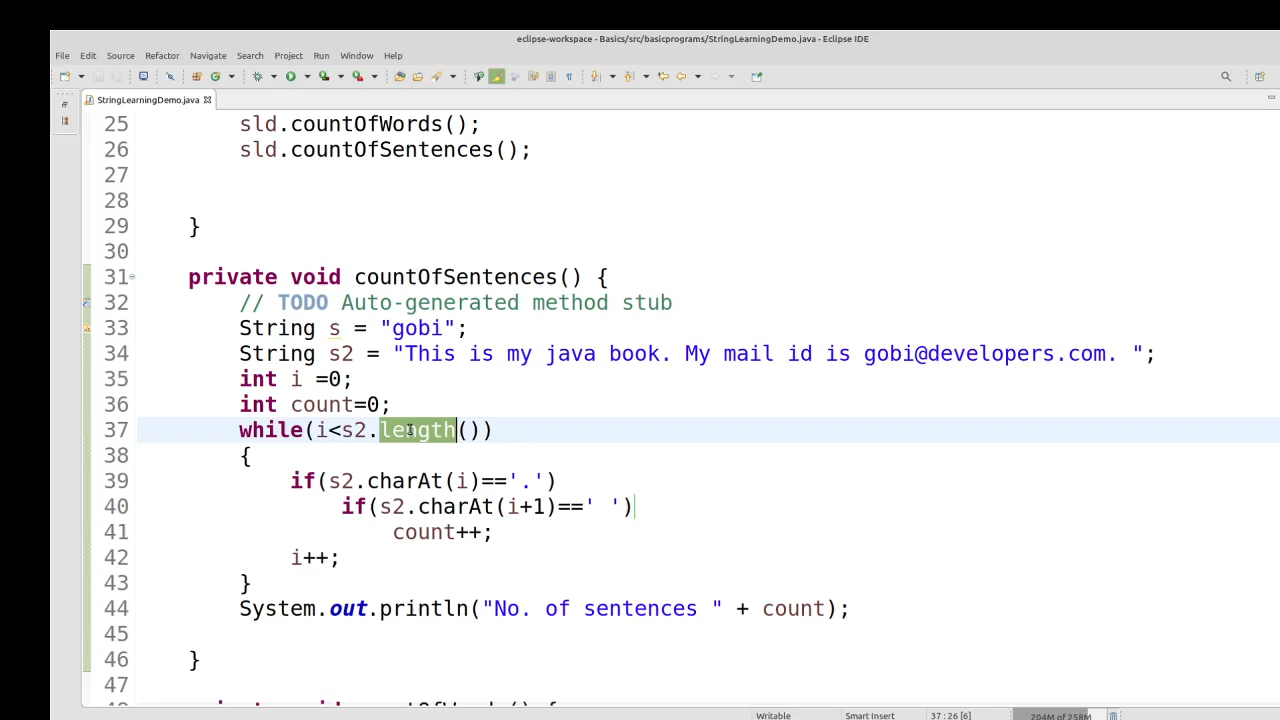 eclipse-workspace - Basics/src/basicprograms/StringLearningDemo.java - Eclipse IDE
File Edit Source Refactor Navigate Search Project Run Window Help
StringLearningDemo.java
25 sld.countOfWords();
26 sld.countOfSentences();
27
28
29 }
30
31 private void countOfSentences() {
32 // TODO Auto-generated method stub
33 String s = "gobi";
34 String s2 = "This is my java book. My mail id is gobi@developers.com. ";
35 int i =0;
36 int count=0;
37 while(i<s2.length())
38 {
39 if(s2.charAt(i)=='.')
40 if(s2.charAt(i+1)==' ')
41 count++;
42 i++;
43 }
44 System.out.println("No. of sentences " + count);
45
46 }
47
Writable Smart Insert 37 : 26 [6] 204M of 258M